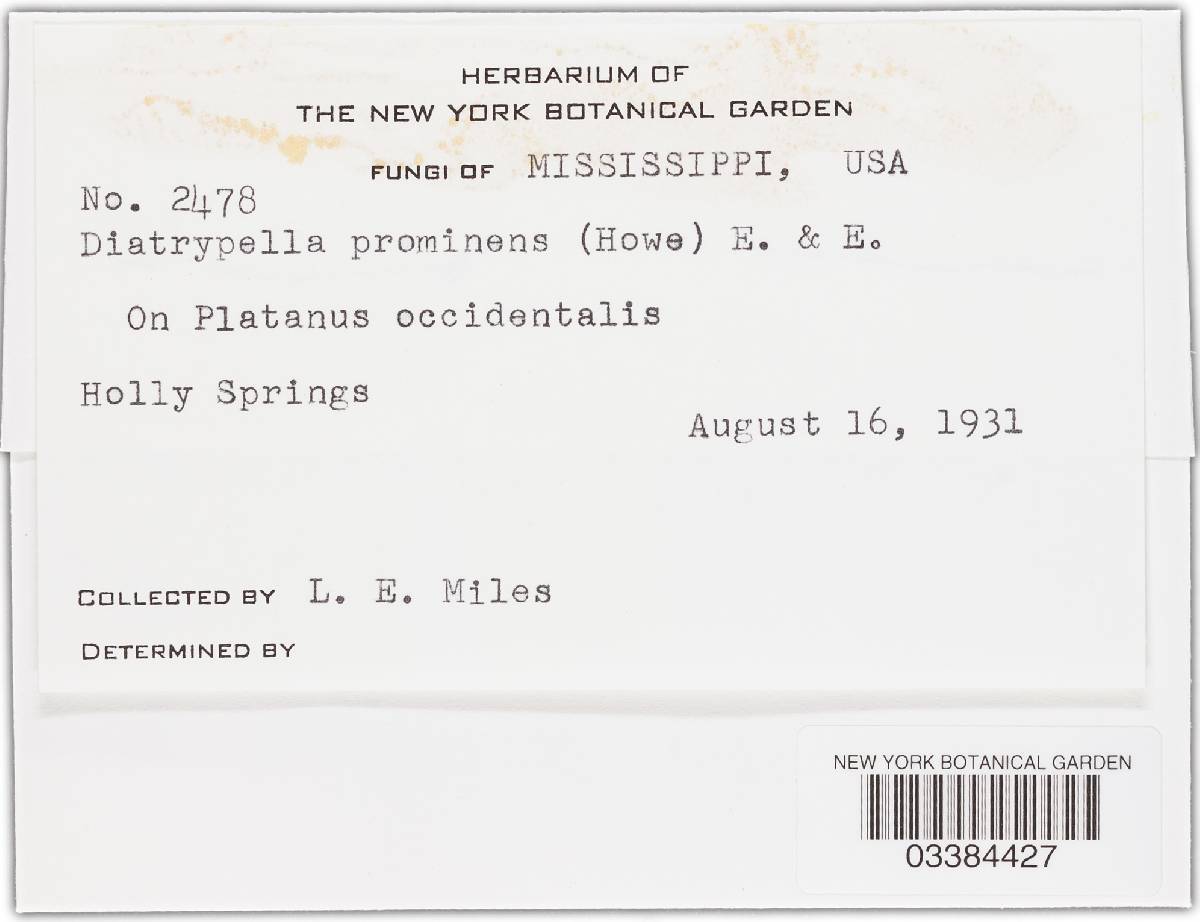 HERBARIUM OF
THE NEW YORK BOTANICAL GARDEN
FUNGI OF MISSISSIPPI, USA
No. 2478
Diatrypella prominens (Howe) E. & E.
On Platanus occidentalis
Holly Springs
August 16, 1931
COLLECTED BY L. E. Miles
DETERMINED BY
NEW YORK BOTANICAL GARDEN
03384427